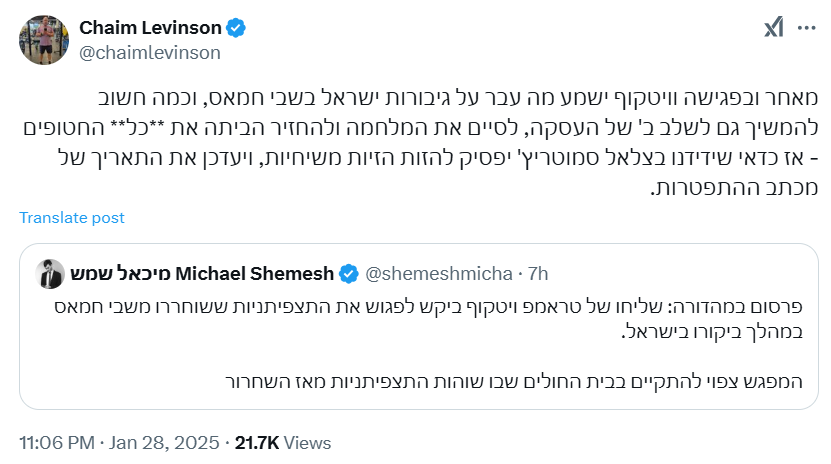 Chaim Levinson
@chaimlevinson
מאחר ובפגישה וויטקוף ישמע מה עבר על גיבורות ישראל בשבי חמאס, וכמה חשוב
להמשיך גם לשלב ב' של העסקה, לסיים את המלחמה ולהחזיר הביתה את **כל** החטופים
- אז כדאי שידידנו בצלאל סמוטריץ' יפסיק להזות הזיות משיחיות, ויעדכן את התאריך של
מכתב ההתפטרות.
Translate post
מיכאל שמש Michael Shemesh @shemeshmicha · 7h
פרסום במהדורה: שליחו של טראמפ ויטקוף ביקש לפגוש את התצפיתניות ששוחררו משבי חמאס
במהלך ביקורו בישראל.
המפגש צפוי להתקיים בבית החולים שבו שוהות התצפיתניות מאז השחרור
11:06 PM · Jan 28, 2025 · 21.7K Views